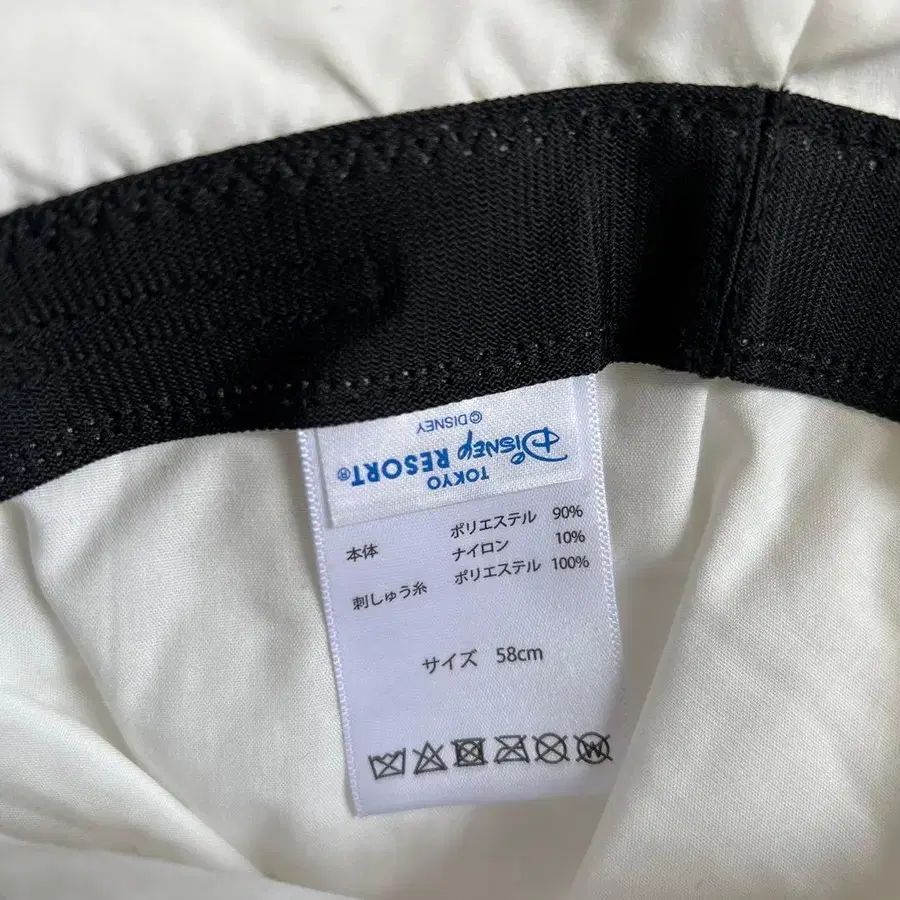 TOKYO
Disney RESORT®
©DISNEY
本体 ポリエステル 90%
ナイロン 10%
刺しゅう糸 ポリエステル 100%
サイズ 58cm